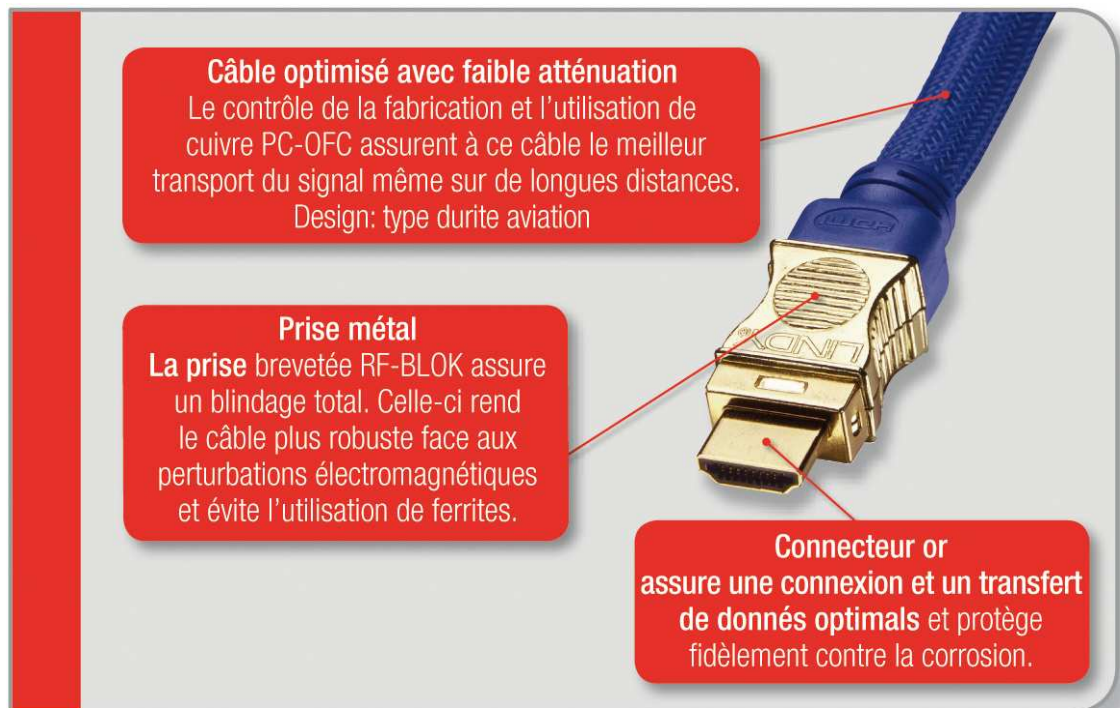 Câble optimisé avec faible atténuation
Le contrôle de la fabrication et l’utilisation de
cuivre PC-OFC assurent à ce câble le meilleur
transport du signal même sur de longues distances.
Design: type durite aviation
HDMI
Prise métal
La prise brevetée RF-BLOK assure
un blindage total. Celle-ci rend
le câble plus robuste face aux
perturbations électromagnétiques
et évite l’utilisation de ferrites.
LINDY®
Connecteur or
assure une connexion et un transfert
de donnés optimals et protège
fidèlement contre la corrosion.